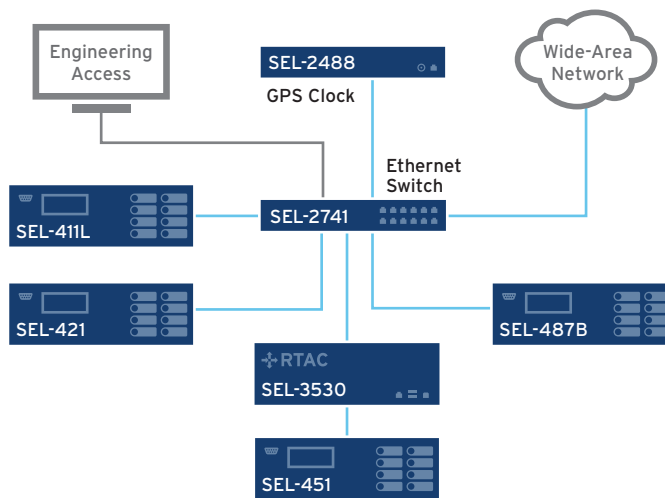 Engineering
Access
SEL-2488
GPS Clock
Wide-Area
Network
Ethernet
Switch
SEL-2741
SEL-411L
SEL-421
SEL-487B
RTAC
SEL-3530
SEL-451